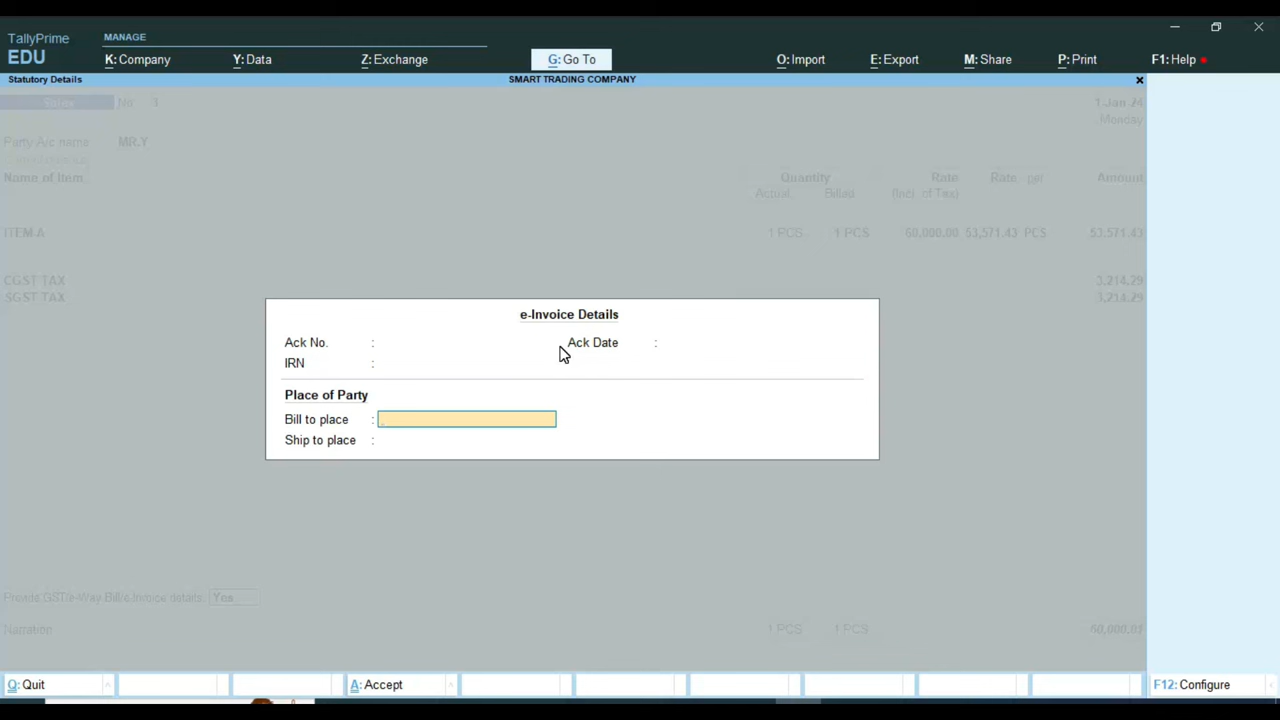 TallyPrime
EDU
MANAGE
K: Company
Y: Data
Z: Exchange
G: Go To
O: Import
E: Export
M: Share
P: Print
F1: Help
Statutory Details
SMART TRADING COMPANY
Sales No. 1
1-Jan-24
Monday
Party A/c name MR.Y
Name of Item Quantity Rate Rate per Amount
Actual Billed (Incl. of Tax)
ITEM A 1 PCS 1 PCS 60,000.00 53,571.43 PCS 53,571.43
CGST TAX 3,214.29
SGST TAX 3,214.29
e-Invoice Details
Ack No. : Ack Date :
IRN :
Place of Party
Bill to place :
Ship to place :
Provide GST/e-Way Bill/e-Invoice details: Yes
Narration 1 PCS 1 PCS 60,000.01
Q: Quit
A: Accept
F12: Configure